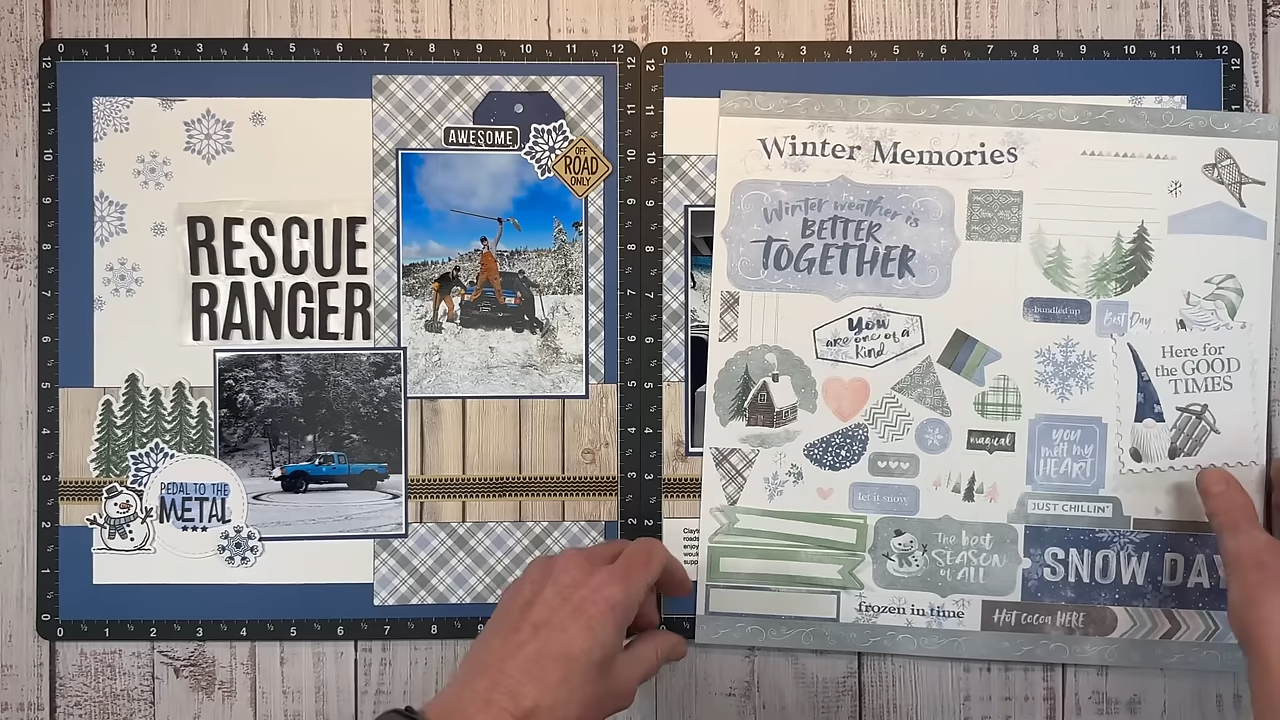 AWESOME
OFF
ROAD
ONLY
RESCUE
RANGER
PEDAL TO THE
METAL
Winter Memories
Winter weather is
BETTER
TOGETHER
You
are one of a
kind
bundled up
Best Day
Here for
the GOOD
TIMES
magical
you
melt my
HEART
let it snow
JUST CHILLIN'
The best
SEASON
of ALL
SNOW DAY
frozen in time
Hot cocoa HERE